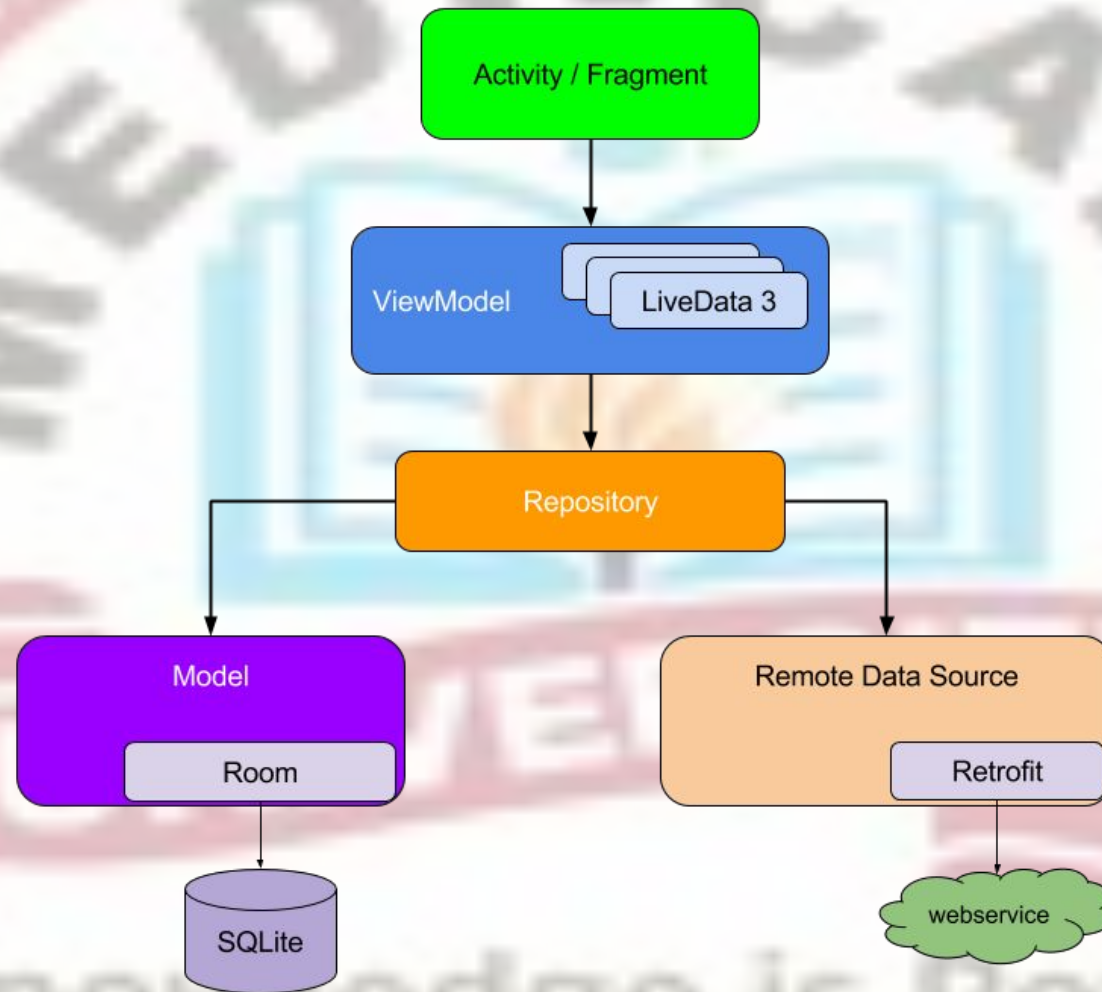 Activity / Fragment
ViewModel
LiveData 3
Repository
Model
Remote Data Source
Room
Retrofit
SQLite
webservice